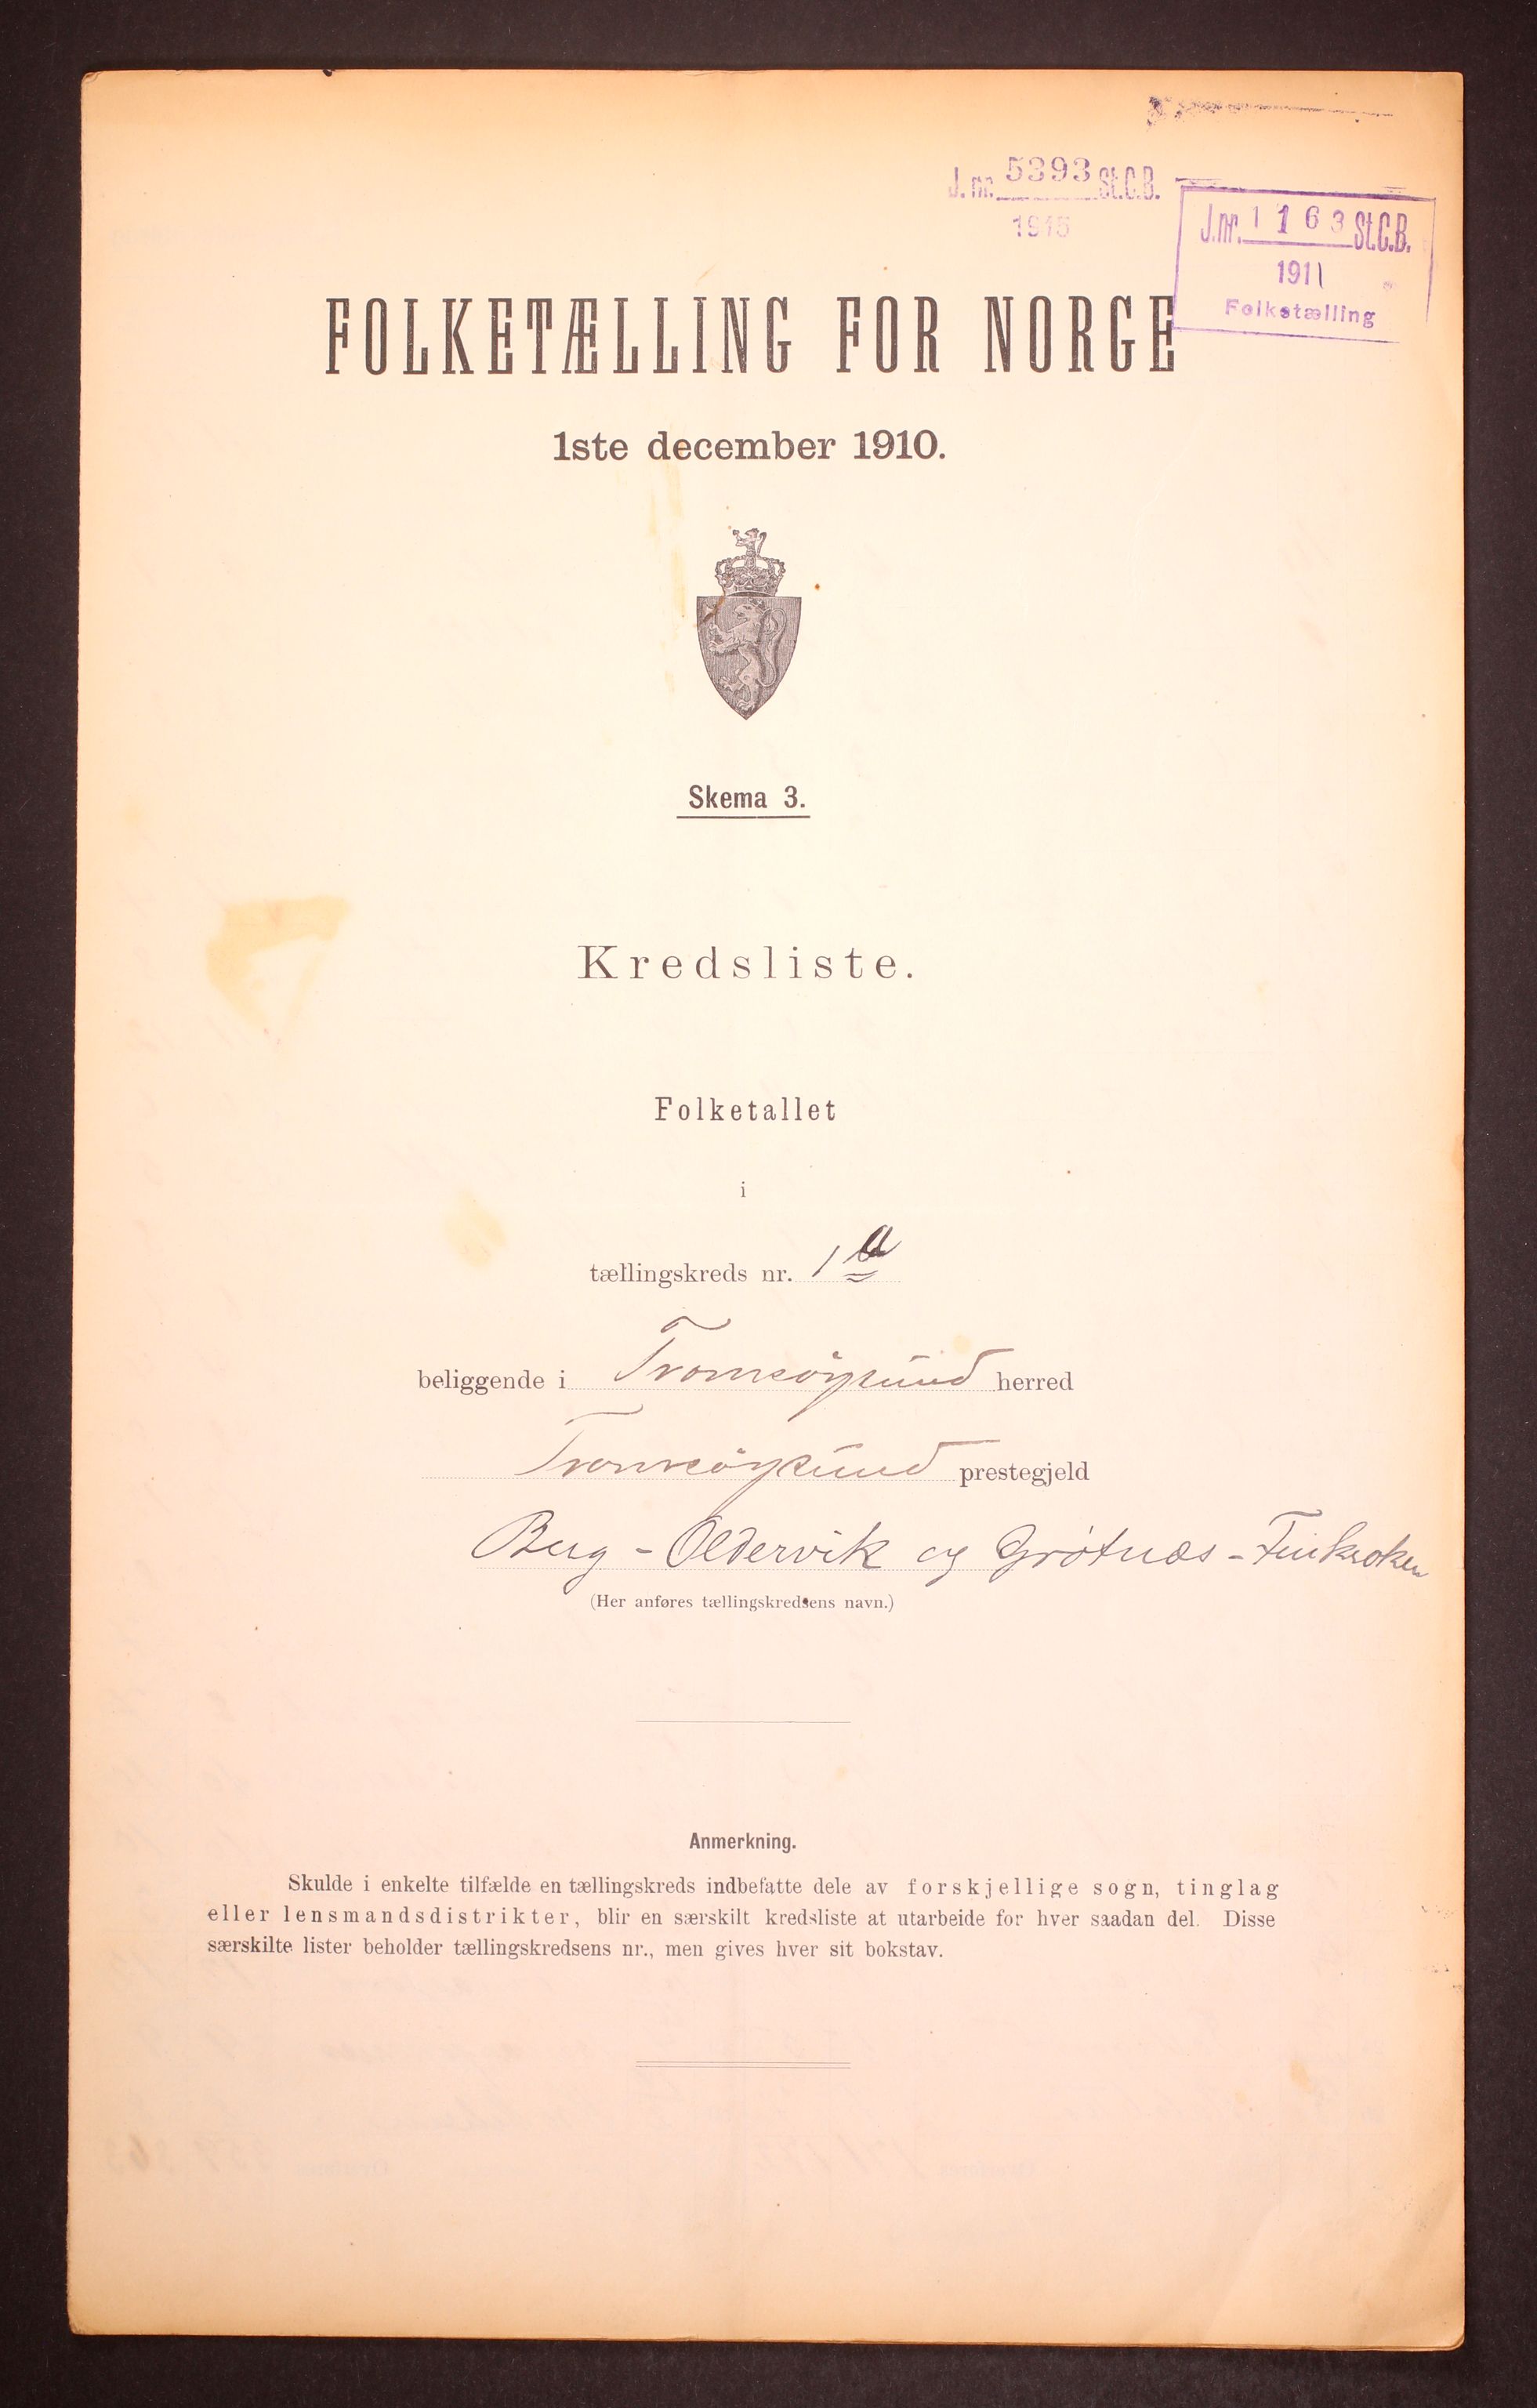 J. nr. 5393 St.C.B.
1915
J.nr. 1163 St.C.B.
1911
Folketælling
FOLKETÆLLING FOR NORGE
1ste december 1910.
Skema 3.
Kredsliste.
Folketallet
i
tællingskreds nr. 1 a
beliggende i Tromsøysund herred
Tromsøysund prestegjeld
Berg - Oldervik og Grøtnæs - Finkroken
(Her anføres tællingskredsens navn.)
Anmerkning.
Skulde i enkelte tilfælde en tællingskreds indbefatte dele av forskjellige sogn, tinglag
eller lensmandsdistrikter, blir en særskilt kredsliste at utarbeide for hver saadan del. Disse
særskilte lister beholder tællingskredsens nr., men gives hver sit bokstav.